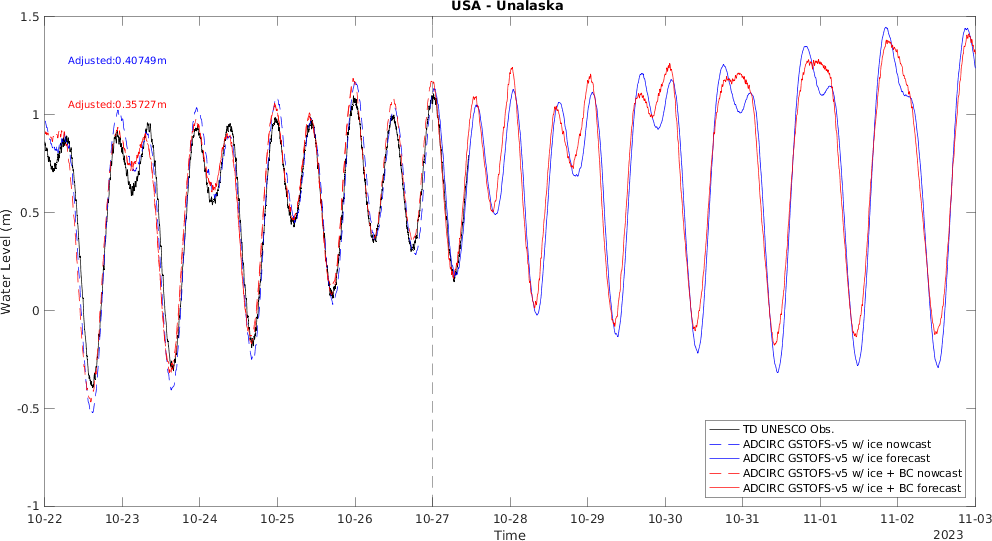 USA - Unalaska
1.5
1
0.5
0
-0.5
-1
Water Level (m)
Adjusted:0.40749m
Adjusted:0.35727m
TD UNESCO Obs.
ADCIRC GSTOFS-v5 w/ ice nowcast
ADCIRC GSTOFS-v5 w/ ice forecast
ADCIRC GSTOFS-v5 w/ ice + BC nowcast
ADCIRC GSTOFS-v5 w/ ice + BC forecast
10-22 10-23 10-24 10-25 10-26 10-27 10-28 10-29 10-30 10-31 11-01 11-02 11-03
Time
2023